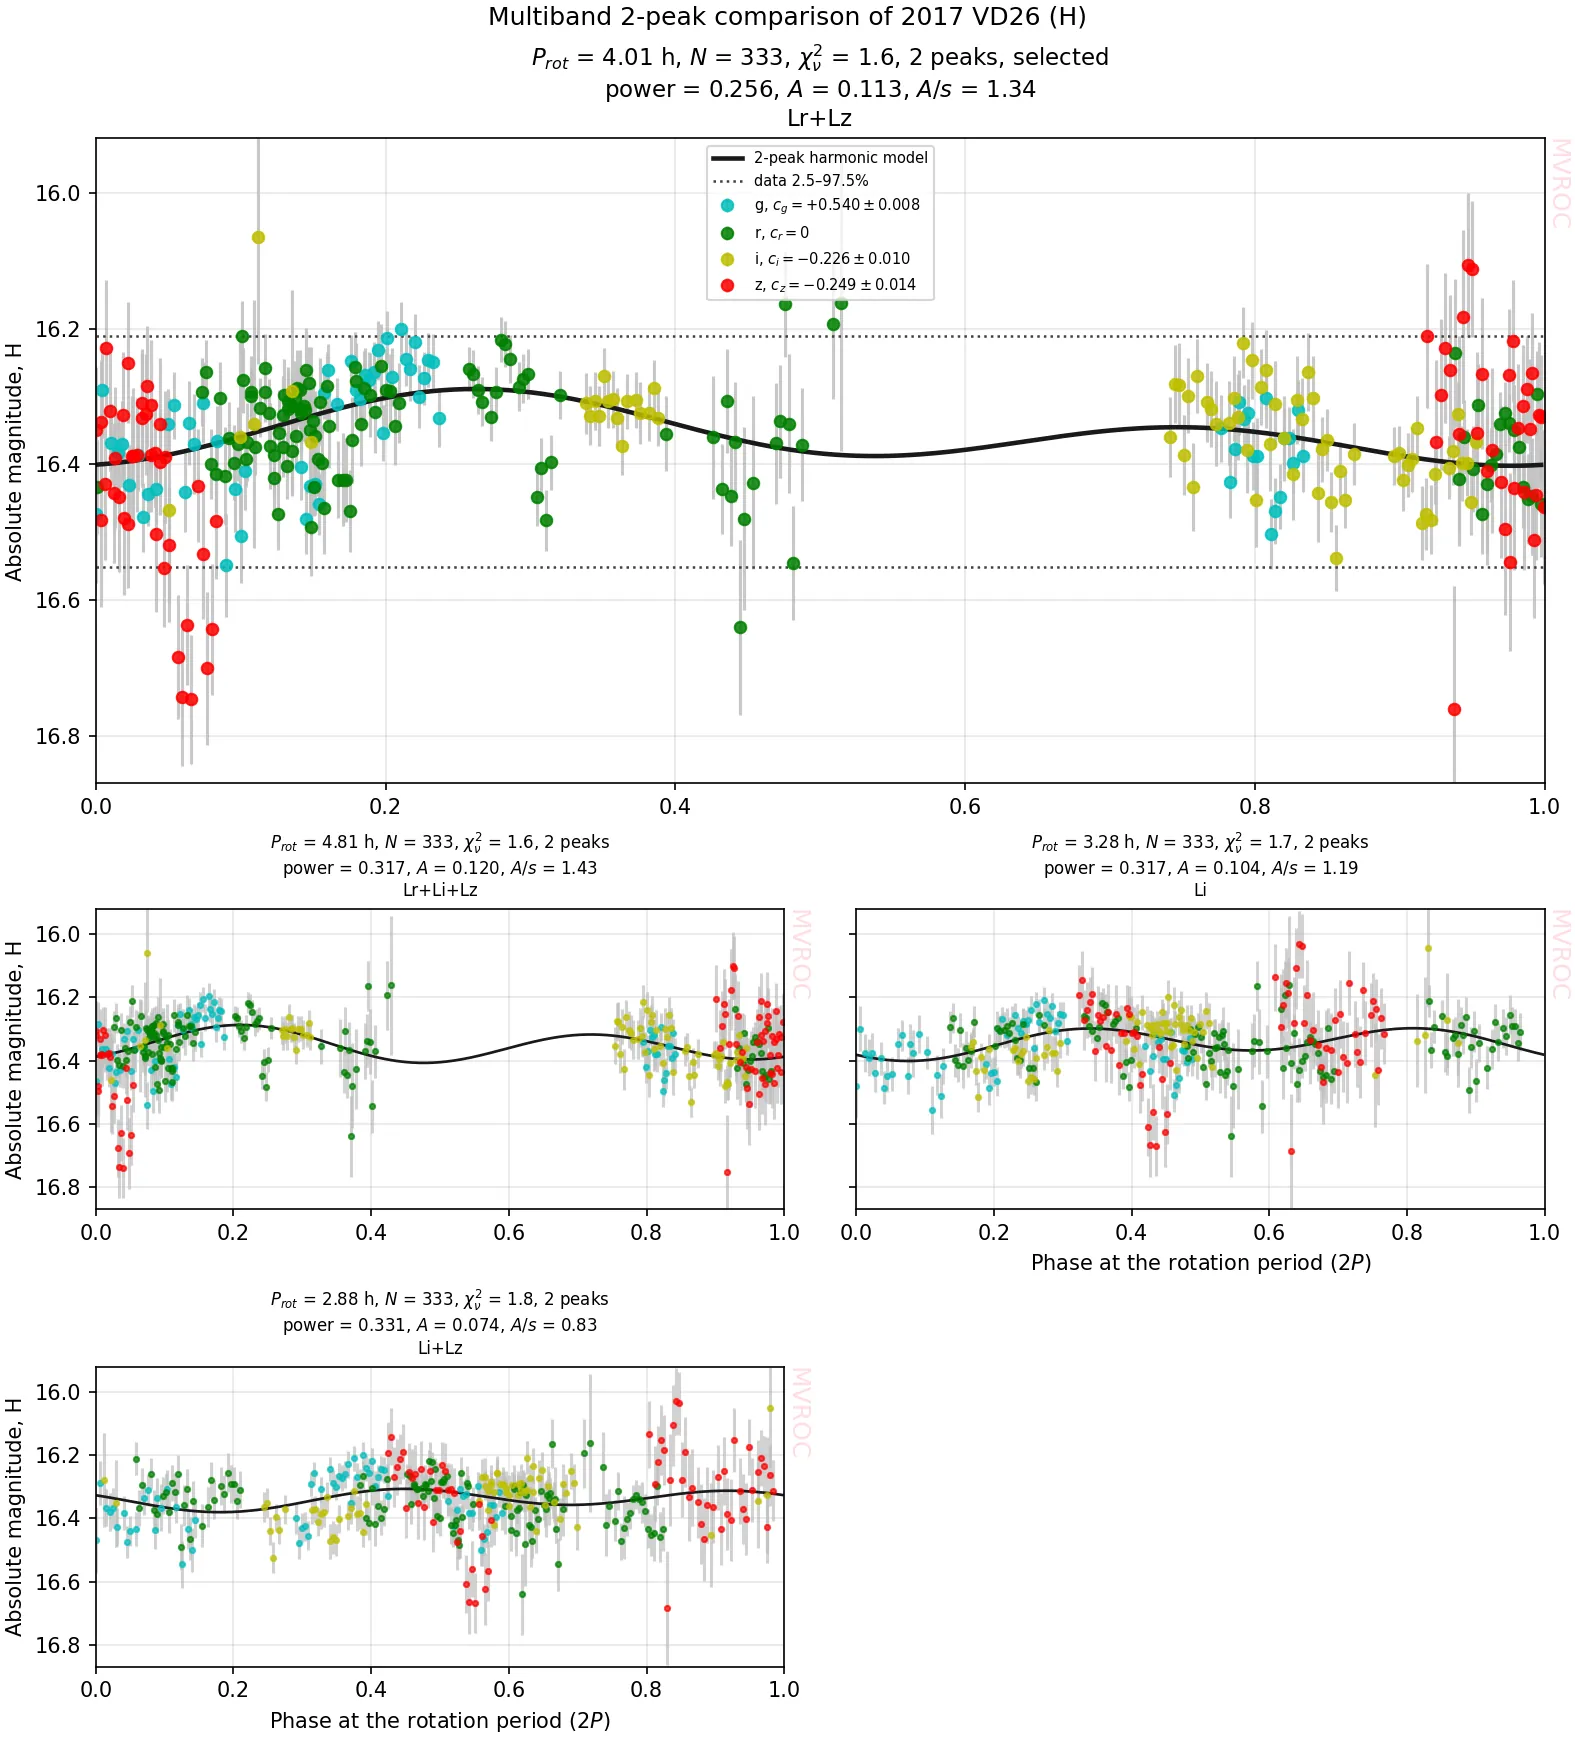 Multiband 2-peak comparison of 2017 VD26 (H)
P_rot = 4.01 h, N = 333, χ²_ν = 1.6, 2 peaks, selected
power = 0.256, A = 0.113, A/s = 1.34
Lr+Lz
2-peak harmonic model
data 2.5–97.5%
g, c_g = +0.540 ± 0.008
r, c_r = 0
i, c_i = −0.226 ± 0.010
z, c_z = −0.249 ± 0.014
MVROC
Absolute magnitude, H
16.0
16.2
16.4
16.6
16.8
0.0 0.2 0.4 0.6 0.8 1.0
P_rot = 4.81 h, N = 333, χ²_ν = 1.6, 2 peaks
power = 0.317, A = 0.120, A/s = 1.43
Lr+Li+Lz
MVROC
Absolute magnitude, H
16.0
16.2
16.4
16.6
16.8
0.0 0.2 0.4 0.6 0.8 1.0
P_rot = 3.28 h, N = 333, χ²_ν = 1.7, 2 peaks
power = 0.317, A = 0.104, A/s = 1.19
Li
MVROC
0.0 0.2 0.4 0.6 0.8 1.0
Phase at the rotation period (2P)
P_rot = 2.88 h, N = 333, χ²_ν = 1.8, 2 peaks
power = 0.331, A = 0.074, A/s = 0.83
Li+Lz
MVROC
Absolute magnitude, H
16.0
16.2
16.4
16.6
16.8
0.0 0.2 0.4 0.6 0.8 1.0
Phase at the rotation period (2P)